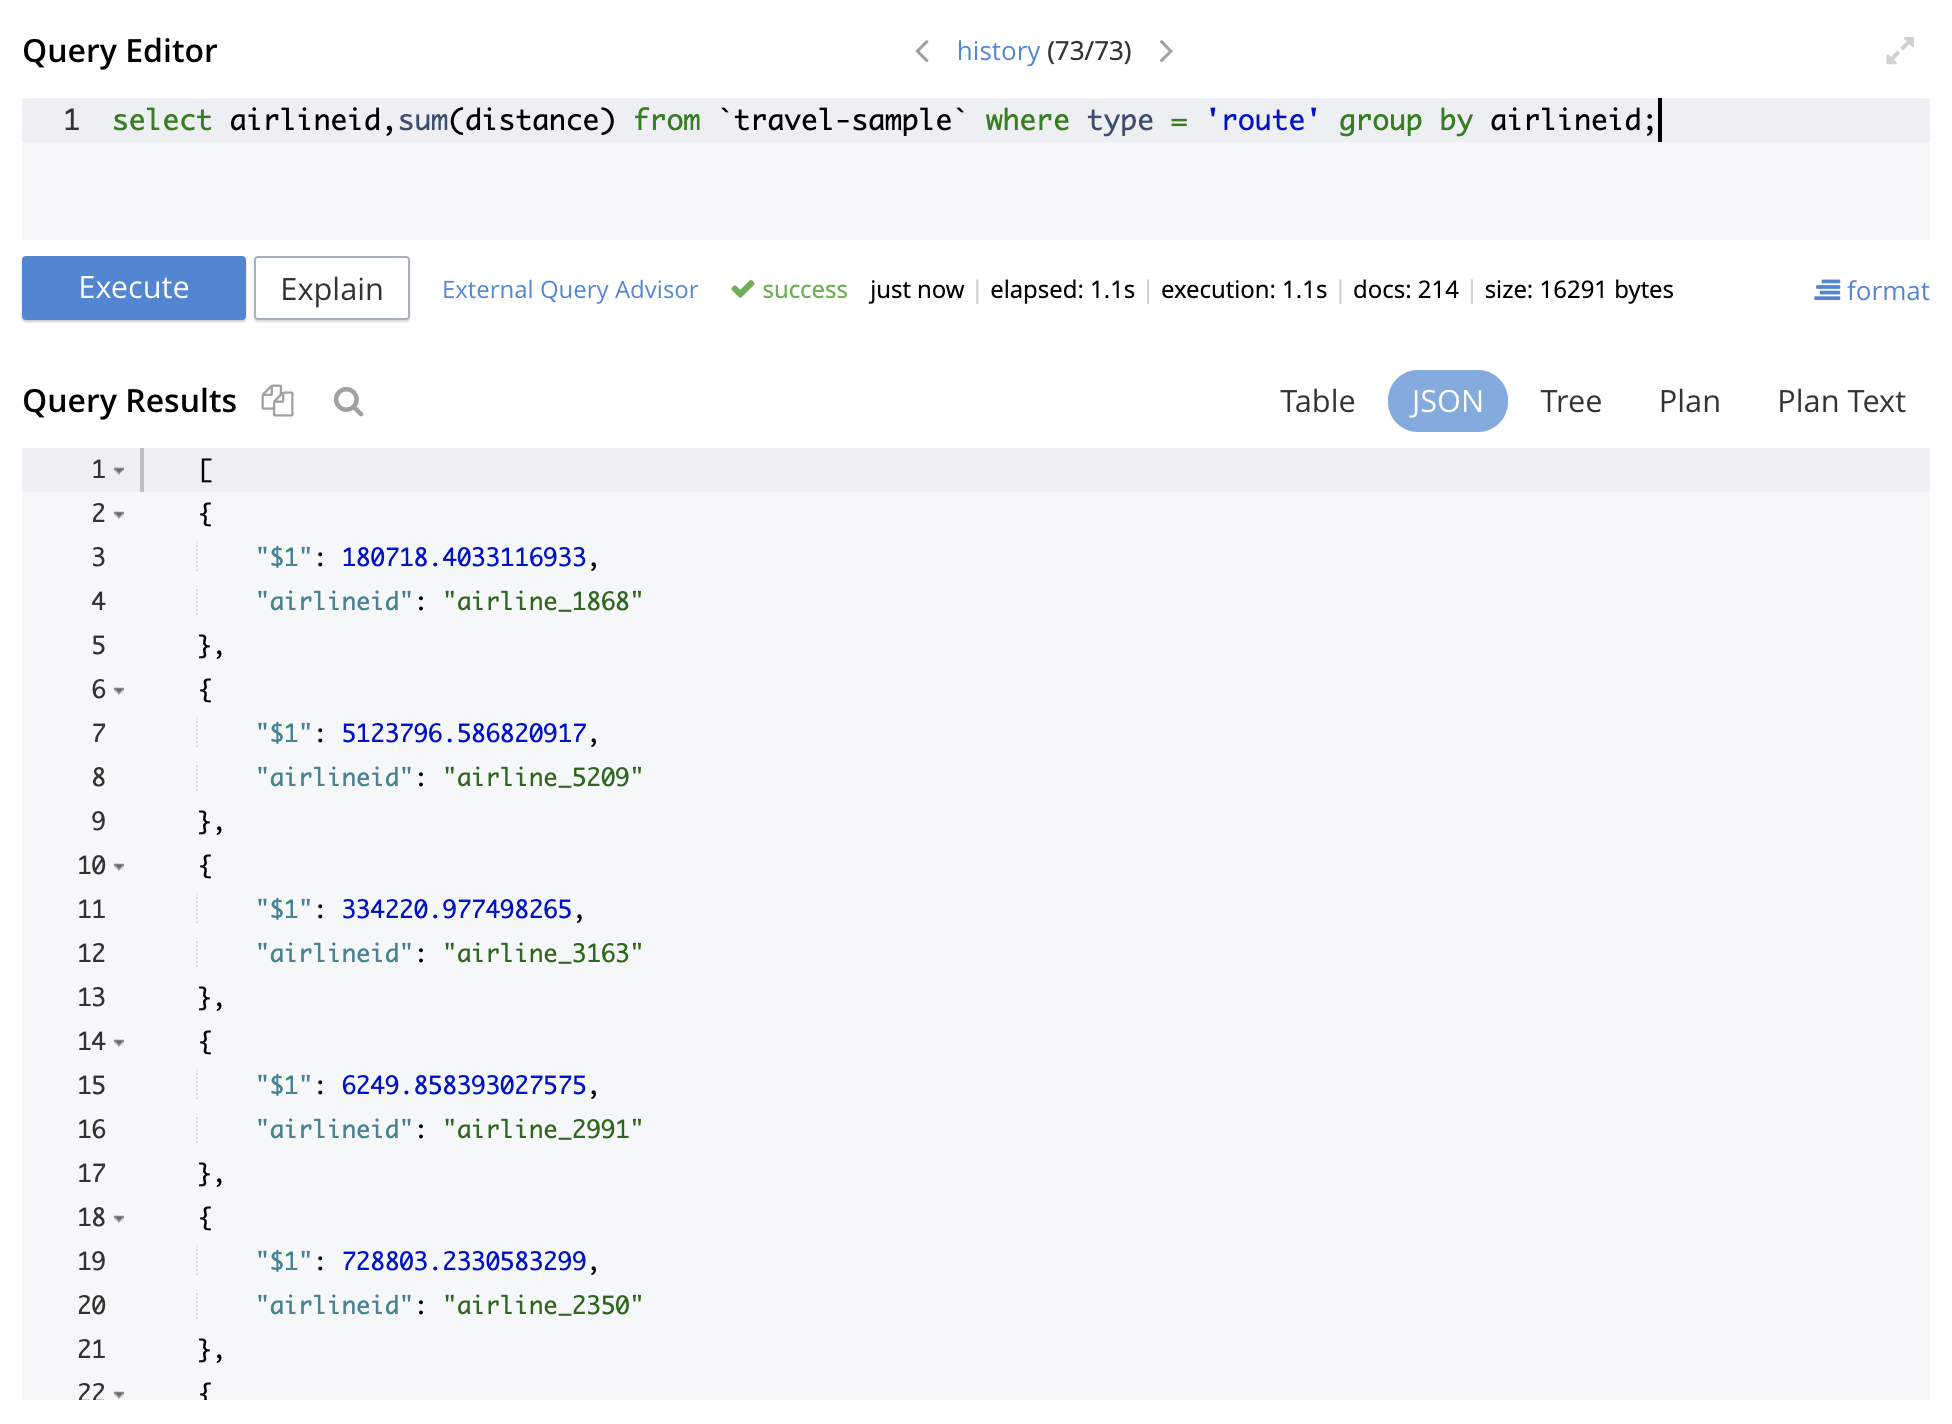 Query Editor
history (73/73)
1 select airlineid,sum(distance) from `travel-sample` where type = 'route' group by airlineid;
Execute Explain External Query Advisor success just now | elapsed: 1.1s | execution: 1.1s | docs: 214 | size: 16291 bytes format
Query Results Table JSON Tree Plan Plan Text
1 [
2 {
3 "$1": 180718.4033116933,
4 "airlineid": "airline_1868"
5 },
6 {
7 "$1": 5123796.586820917,
8 "airlineid": "airline_5209"
9 },
10 {
11 "$1": 334220.977498265,
12 "airlineid": "airline_3163"
13 },
14 {
15 "$1": 6249.858393027575,
16 "airlineid": "airline_2991"
17 },
18 {
19 "$1": 728803.2330583299,
20 "airlineid": "airline_2350"
21 },
22 {